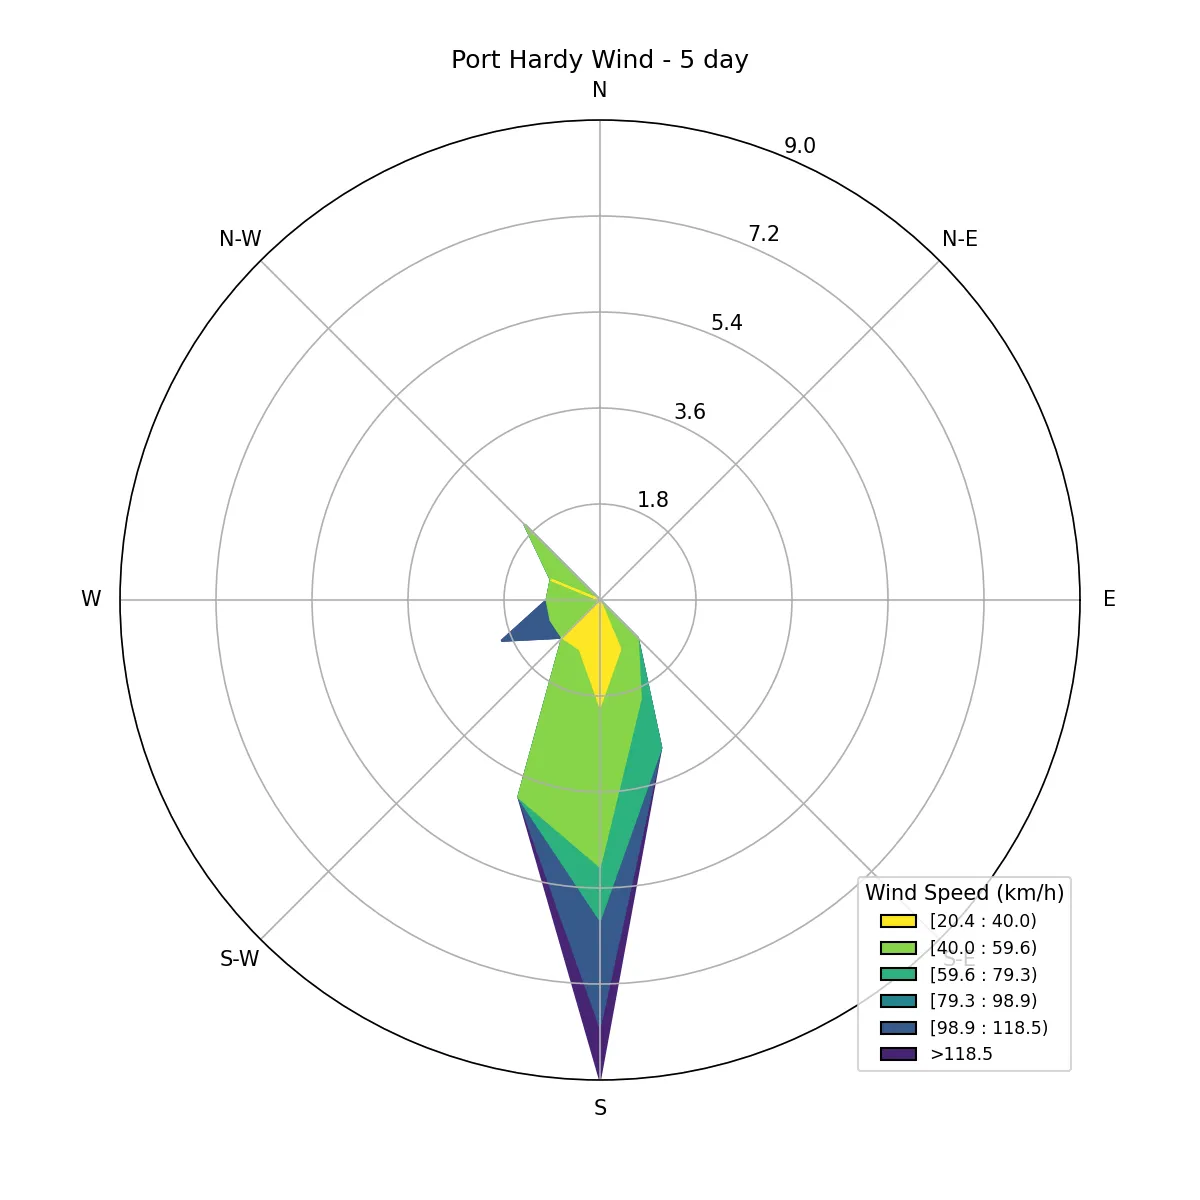 Port Hardy Wind - 5 day
N
9.0
7.2
N-W
N-E
5.4
3.6
1.8
W
E
Wind Speed (km/h)
[20.4 : 40.0)
[40.0 : 59.6)
S-W
S-E
[59.6 : 79.3)
[79.3 : 98.9)
[98.9 : 118.5)
>118.5
S